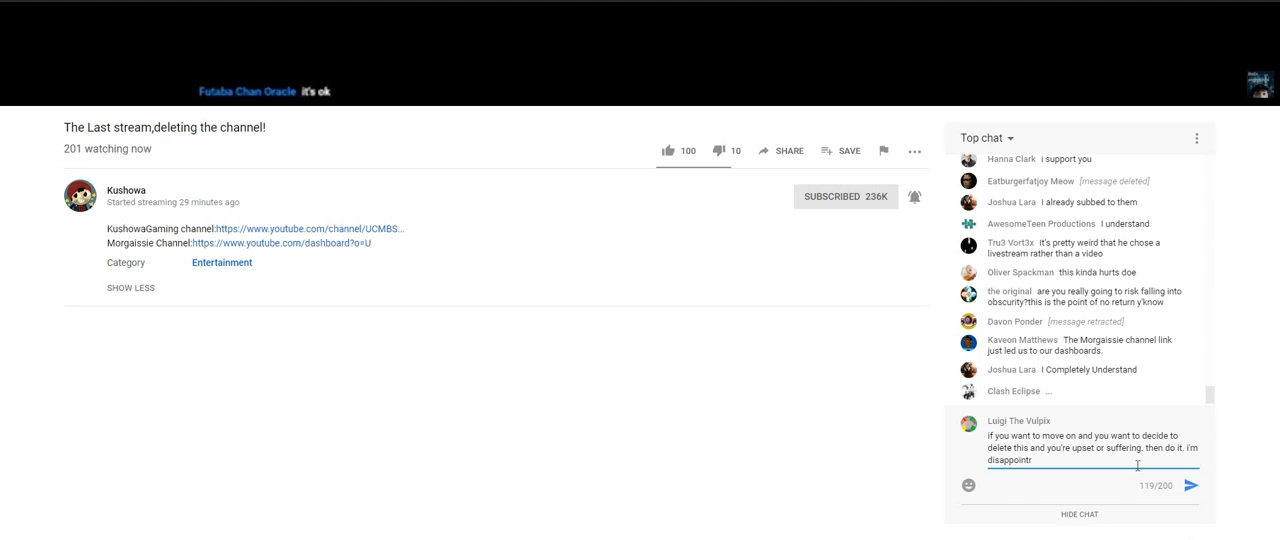 Futaba Chan Oracle it's ok
The Last stream,deleting the channel!
201 watching now
100 10 SHARE SAVE
Kushowa
Started streaming 29 minutes ago
SUBSCRIBED 236K
KushowaGaming channel:https://www.youtube.com/channel/UCMBS...
Morgaissie Channel:https://www.youtube.com/dashboard?o=U
Category Entertainment
SHOW LESS
Top chat
Hanna Clark i support you
Eatburgerfatjoy Meow [message deleted]
Joshua Lara I already subbed to them
AwesomeTeen Productions I understand
Tru3 Vort3x It's pretty weird that he chose a
livestream rather than a video
Oliver Spackman this kinda hurts doe
the original are you really going to risk falling into
obscurity?this is the point of no return y'know
Davon Ponder [message retracted]
Kaveon Matthews The Morgaissie channel link
just led us to our dashboards.
Joshua Lara I Completely Understand
Clash Eclipse ...
Luigi The Vulpix
if you want to move on and you want to decide to
delete this and you're upset or suffering. then do it. i'm
disappointr
119/200
HIDE CHAT